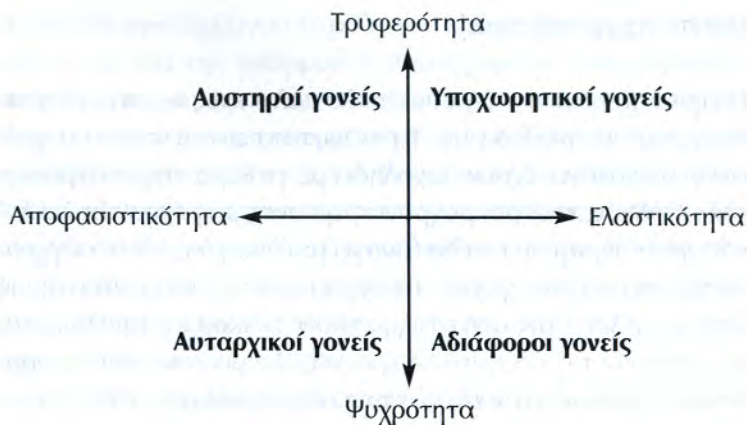 Τρυφερότητα
Αυστηροί γονείς Υποχωρητικοί γονείς
Αποφασιστικότητα Ελαστικότητα
Αυταρχικοί γονείς Αδιάφοροι γονείς
Ψυχρότητα